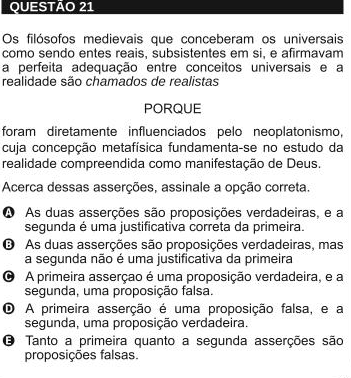 QUESTÃO 21
Os filósofos medievais que conceberam os universais
como sendo entes reais, subsistentes em si, e afirmavam
a perfeita adequação entre conceitos universais e a
realidade são chamados de realistas
PORQUE
foram diretamente influenciados pelo neoplatonismo,
cuja concepção metafísica fundamenta-se no estudo da
realidade compreendida como manifestação de Deus.
Acerca dessas asserções, assinale a opção correta.
A As duas asserções são proposições verdadeiras, e a
segunda é uma justificativa correta da primeira.
B As duas asserções são proposições verdadeiras, mas
a segunda não é uma justificativa da primeira
C A primeira asserçao é uma proposição verdadeira, e a
segunda, uma proposição falsa.
D A primeira asserção é uma proposição falsa, e a
segunda, uma proposição verdadeira.
E Tanto a primeira quanto a segunda asserções são
proposições falsas.